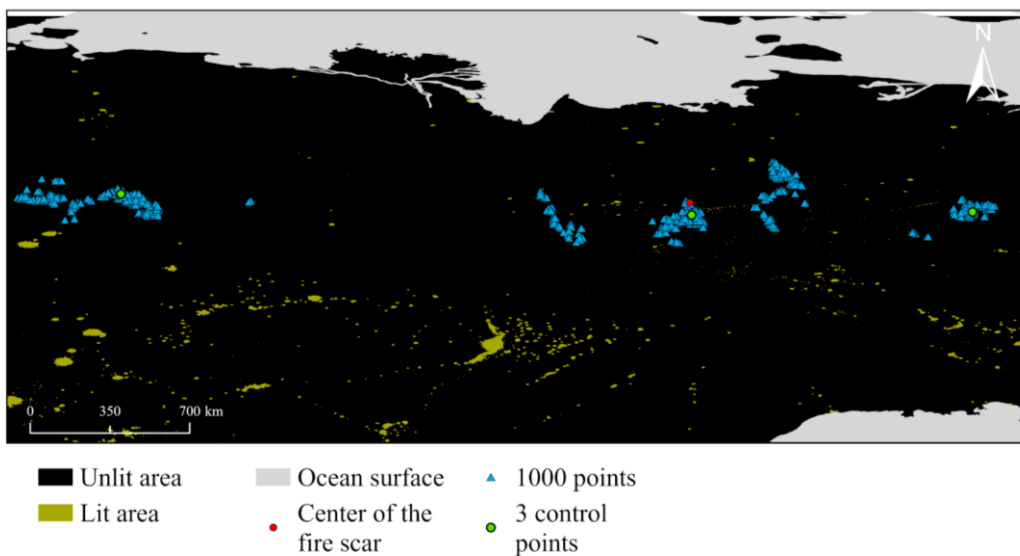 N
0 350 700 km
Unlit area
Ocean surface
1000 points
Lit area
Center of the
fire scar
3 control
points